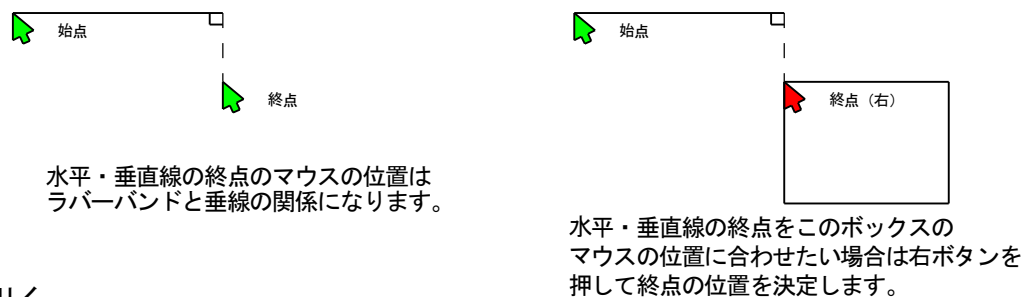 始点
終点
水平・垂直線の終点のマウスの位置は
ラバーバンドと垂線の関係になります。
始点
終点（右）
水平・垂直線の終点をこのボックスの
マウスの位置に合わせたい場合は右ボタンを
押して終点の位置を決定します。